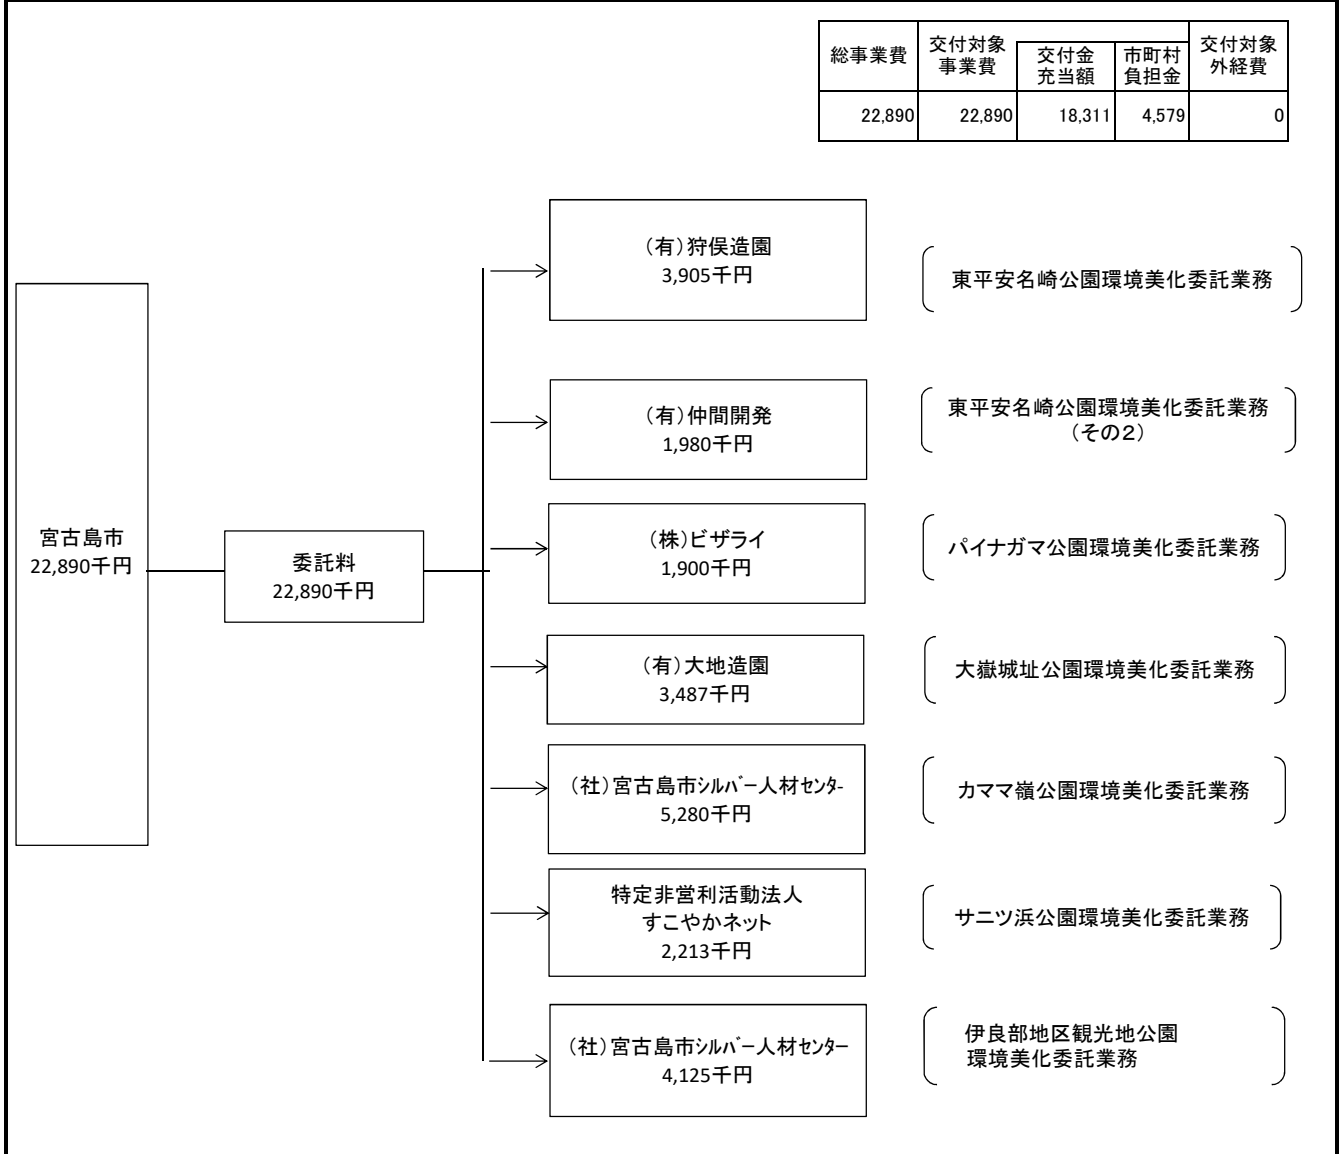 総事業費
交付対象
事業費
交付金
充当額
市町村
負担金
交付対象
外経費
22,890
22,890
18,311
4,579
0
宮古島市
22,890千円
委託料
22,890千円
（有）狩俣造園
3,905千円
東平安名崎公園環境美化委託業務
（有）仲間開発
1,980千円
東平安名崎公園環境美化委託業務
（その２）
（株）ビザライ
1,900千円
パイナガマ公園環境美化委託業務
（有）大地造園
3,487千円
大嶽城址公園環境美化委託業務
（社）宮古島市ｼﾙﾊﾞｰ人材ｾﾝﾀ-
5,280千円
カママ嶺公園環境美化委託業務
特定非営利活動法人
すこやかネット
2,213千円
サニツ浜公園環境美化委託業務
（社）宮古島市ｼﾙﾊﾞｰ人材ｾﾝﾀｰ
4,125千円
伊良部地区観光地公園
環境美化委託業務